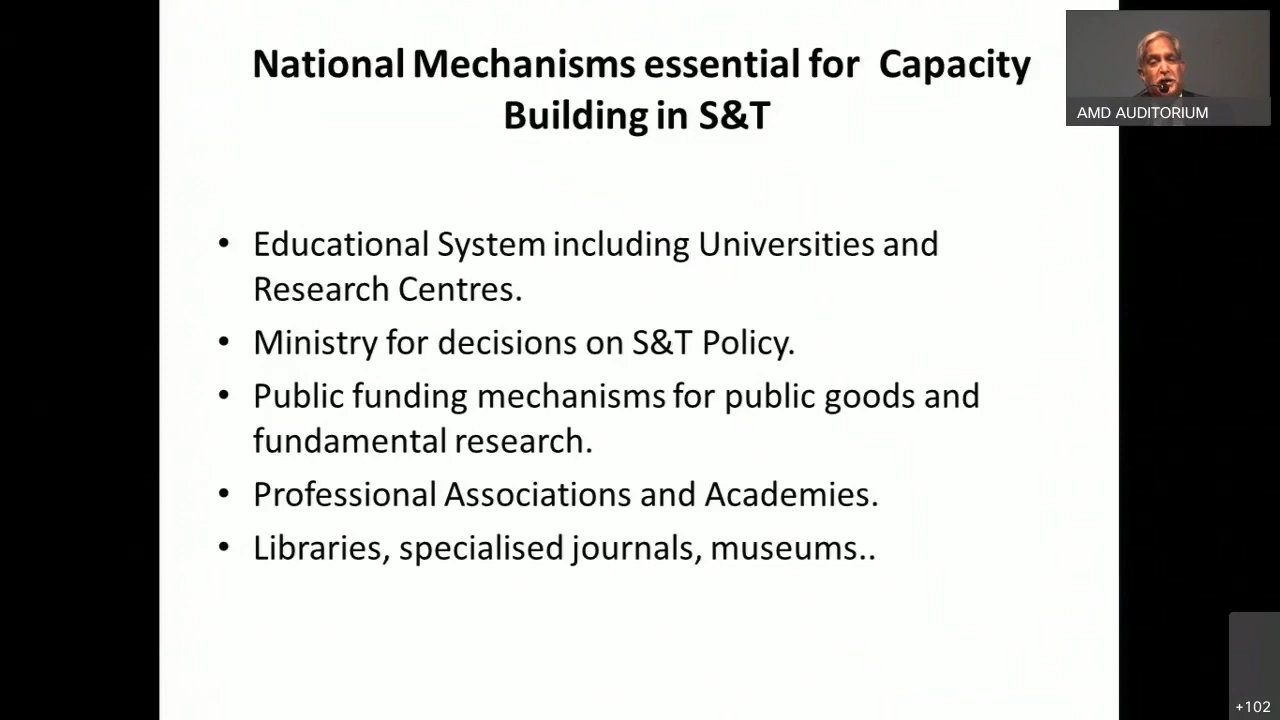 National Mechanisms essential for Capacity
Building in S&T
AMD AUDITORIUM
• Educational System including Universities and
Research Centres.
• Ministry for decisions on S&T Policy.
• Public funding mechanisms for public goods and
fundamental research.
• Professional Associations and Academies.
• Libraries, specialised journals, museums..
+102